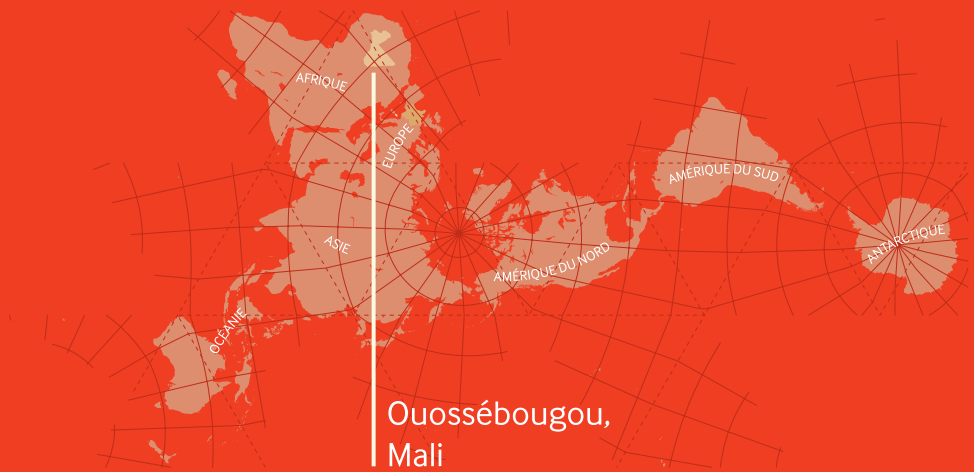 AFRIQUE
EUROPE
AMÉRIQUE DU SUD
ASIE
AMÉRIQUE DU NORD
ANTARCTIQUE
OCÉANIE
Ouossébougou,
Mali